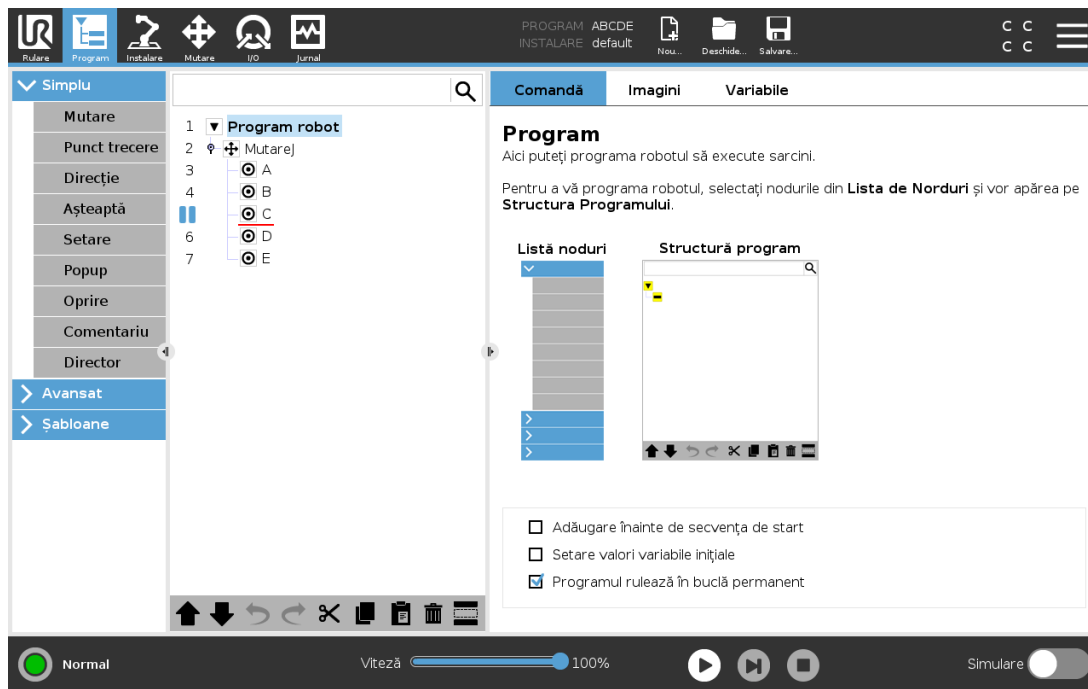 PROGRAM ABCDE
INSTALARE default
C C
C C
Rulare Program Instalare Mutare I/O Jurnal Nou... Deschide... Salvare...
Simplu
Mutare
Punct trecere
Direcție
Așteaptă
Setare
Popup
Oprire
Comentariu
Director
Avansat
Șabloane
1 Program robot
2 MutareJ
3 A
4 B
C
6 D
7 E
Comandă Imagini Variabile
Program
Aici puteți programa robotul să execute sarcini.
Pentru a vă programa robotul, selectați nodurile din Lista de Norduri și vor apărea pe
Structura Programului.
Listă noduri Structură program
Adăugare înainte de secvența de start
Setare valori variabile inițiale
Programul rulează în buclă permanent
Normal
Viteză 100%
Simulare